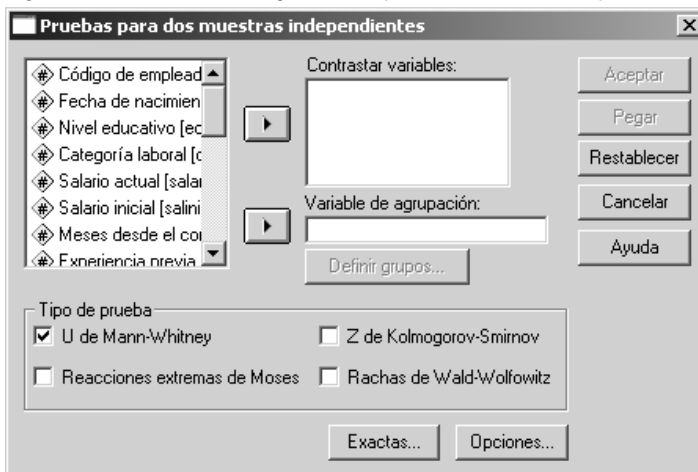 Pruebas para dos muestras independientes
Código de emplead
Fecha de nacimien
Nivel educativo [ed
Categoría laboral [c
Salario actual [salar
Salario inicial [salini
Meses desde el con
Experiencia previa
Contrastar variables:
Variable de agrupación:
Definir grupos...
Aceptar
Pegar
Restablecer
Cancelar
Ayuda
Tipo de prueba
U de Mann-Whitney
Z de Kolmogorov-Smirnov
Reacciones extremas de Moses
Rachas de Wald-Wolfowitz
Exactas...
Opciones...